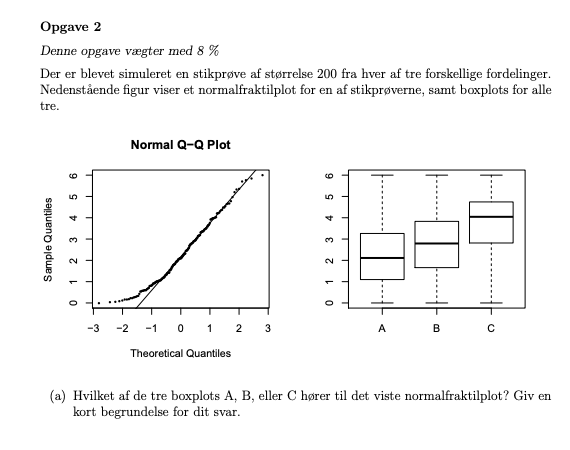 Opgave 2
Denne opgave vægter med 8 %
Der er blevet simuleret en stikprøve af størrelse 200 fra hver af tre forskellige fordelinger.
Nedenstående figur viser et normalfraktilplot for en af stikprøverne, samt boxplots for alle
tre.
Normal Q−Q Plot
Sample Quantiles
0 1 2 3 4 5 6
−3 −2 −1 0 1 2 3
Theoretical Quantiles
0 1 2 3 4 5 6
A B C
(a) Hvilket af de tre boxplots A, B, eller C hører til det viste normalfraktilplot? Giv en
kort begrundelse for dit svar.